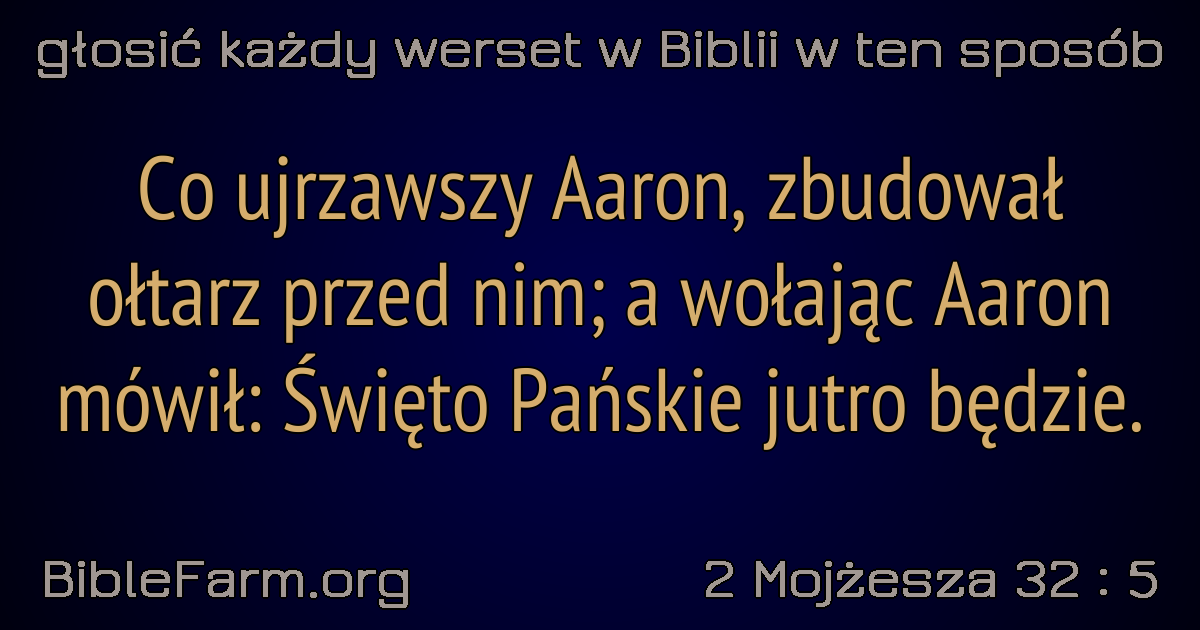 głosić każdy werset w Biblii w ten sposób
Co ujrzawszy Aaron, zbudował
ołtarz przed nim; a wołając Aaron
mówił: Święto Pańskie jutro będzie.
BibleFarm.org
2 Mojżesza 32 : 5